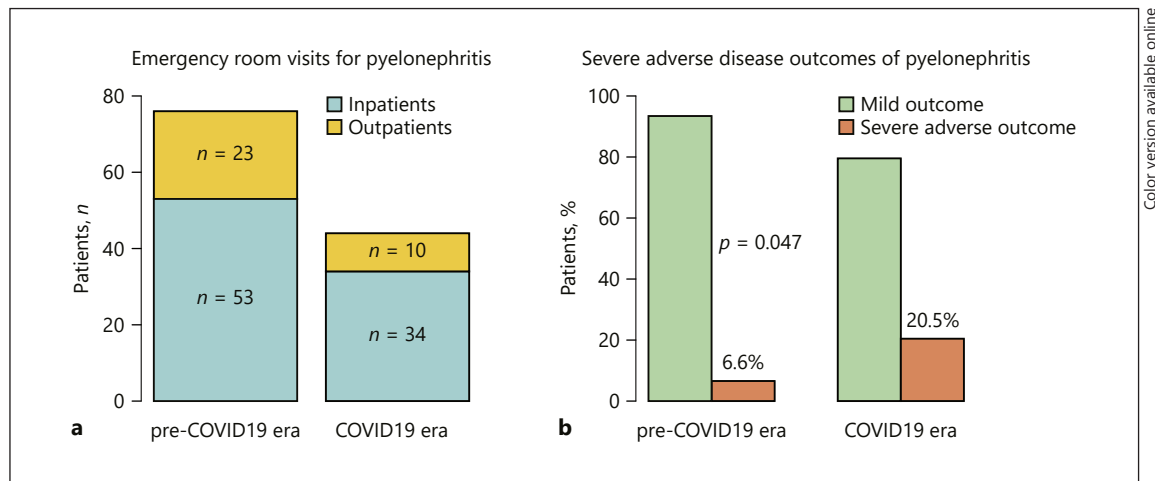 Emergency room visits for pyelonephritis
Inpatients
Outpatients
80
60
40
20
0
Patients, n
n = 23
n = 53
n = 10
n = 34
pre-COVID19 era
COVID19 era
a
Severe adverse disease outcomes of pyelonephritis
Mild outcome
Severe adverse outcome
100
80
60
40
20
0
Patients, %
p = 0.047
6.6%
20.5%
pre-COVID19 era
COVID19 era
b
Color version available online